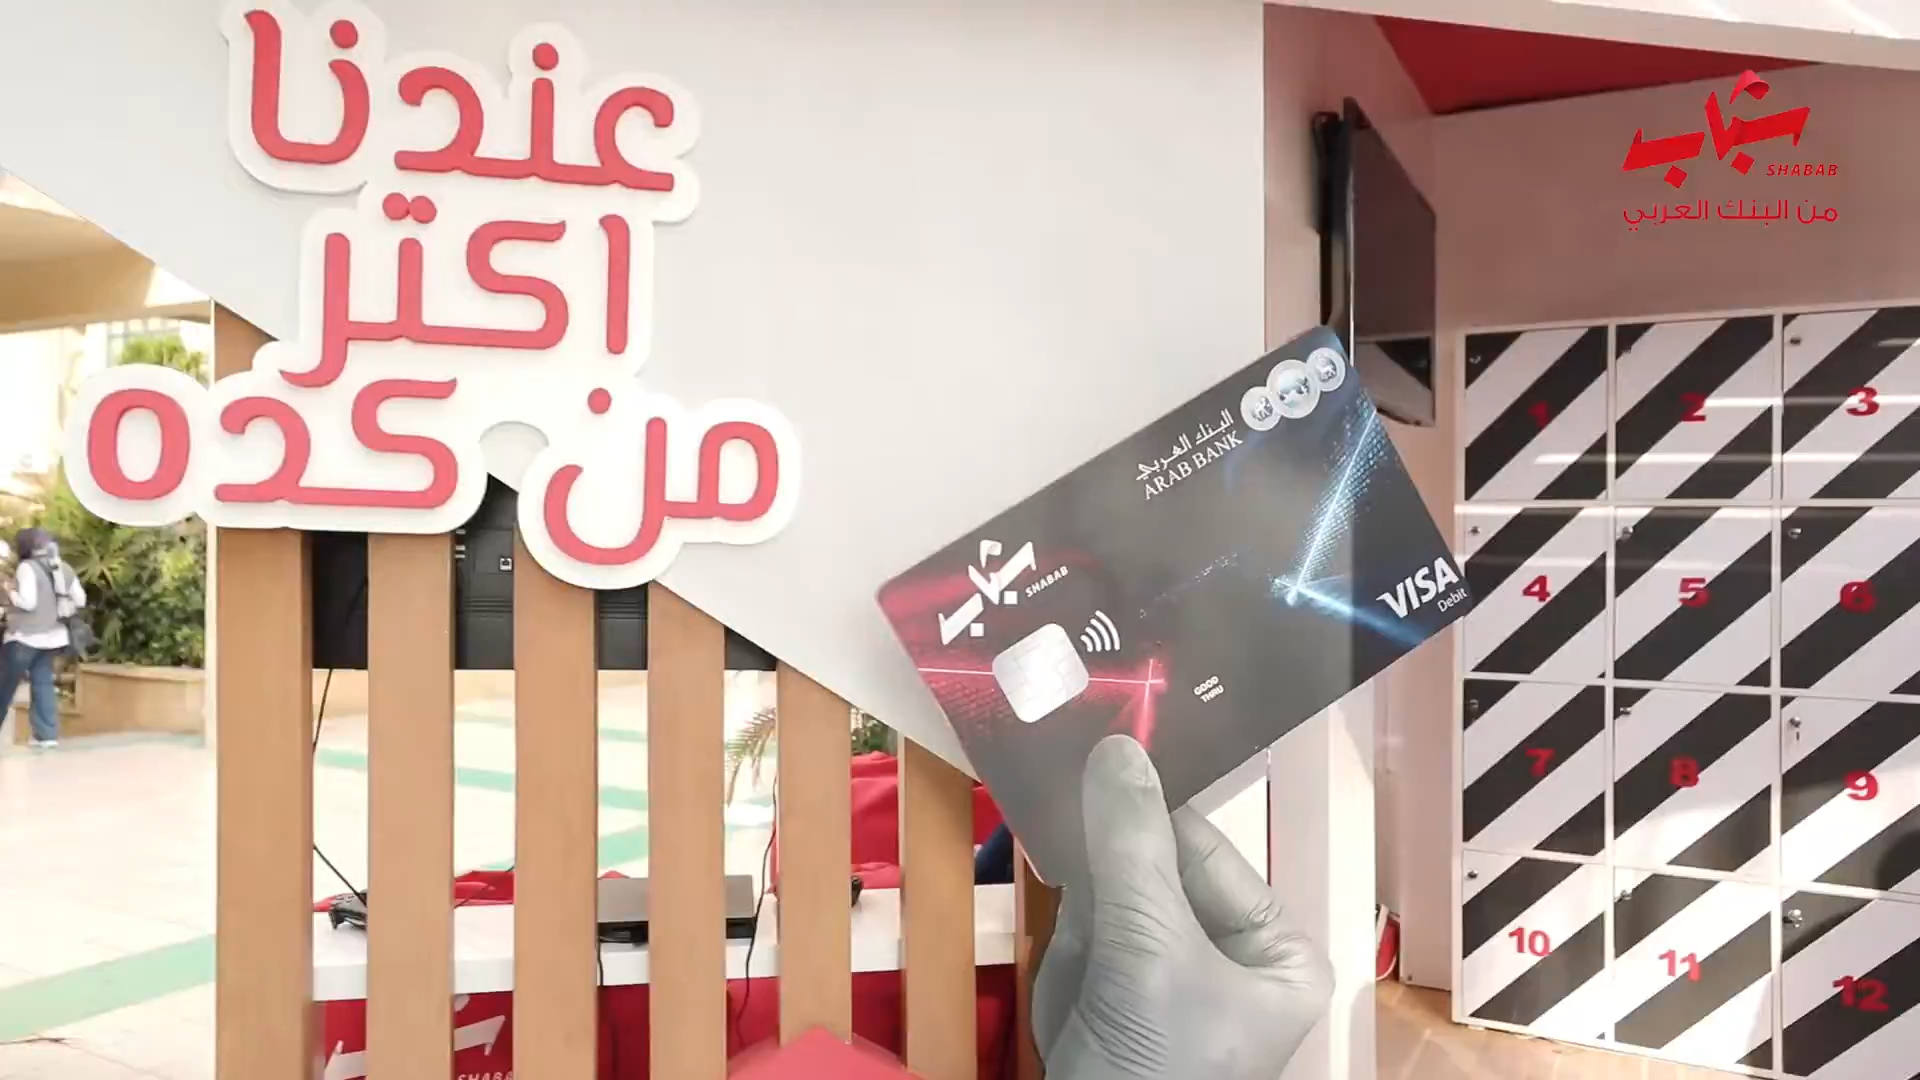 عندنا
اكتر
من كده
شباب
SHABAB
من البنك العربي
البنك العربي
ARAB BANK
شباب
SHABAB
VISA
Debit
GOOD
THRU
1 2 3
4 5 6
7 8 9
10 11 12
SHABAB